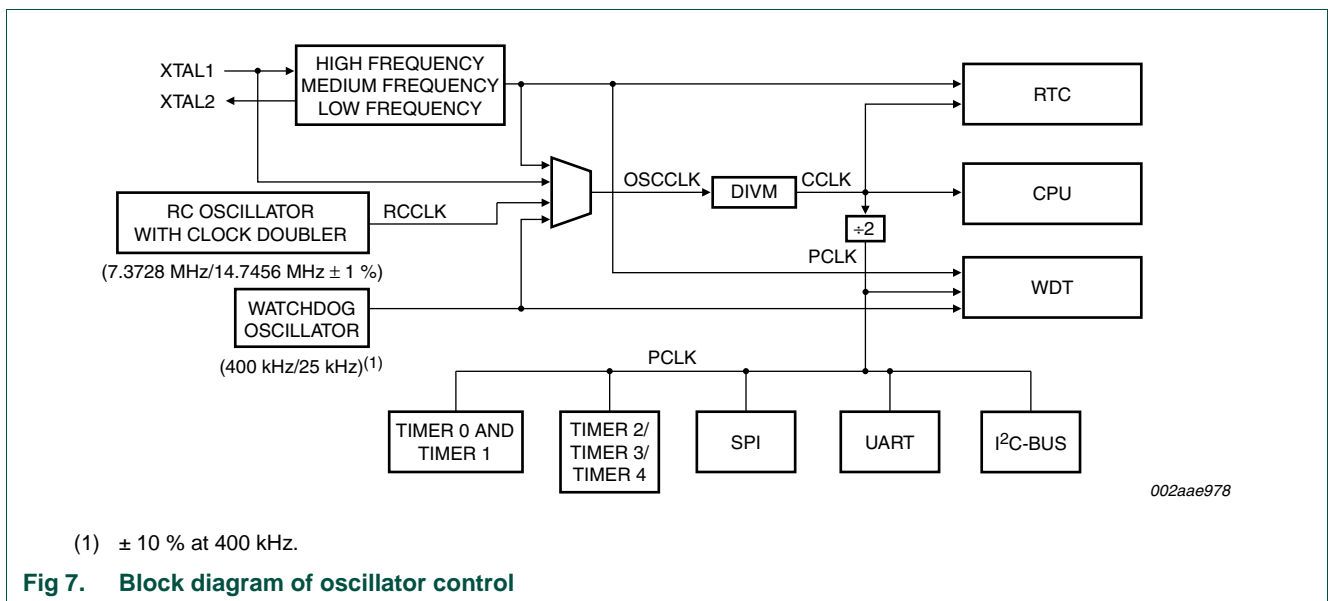 XTAL1
XTAL2
HIGH FREQUENCY
MEDIUM FREQUENCY
LOW FREQUENCY
RTC
OSCCLK
DIVM
CCLK
CPU
RC OSCILLATOR
WITH CLOCK DOUBLER
RCCLK
÷2
(7.3728 MHz/14.7456 MHz ± 1 %)
PCLK
WDT
WATCHDOG
OSCILLATOR
(400 kHz/25 kHz)(1)
PCLK
TIMER 0 AND
TIMER 1
TIMER 2/
TIMER 3/
TIMER 4
SPI
UART
I2C-BUS
002aae978
(1) ± 10 % at 400 kHz.
Fig 7. Block diagram of oscillator control